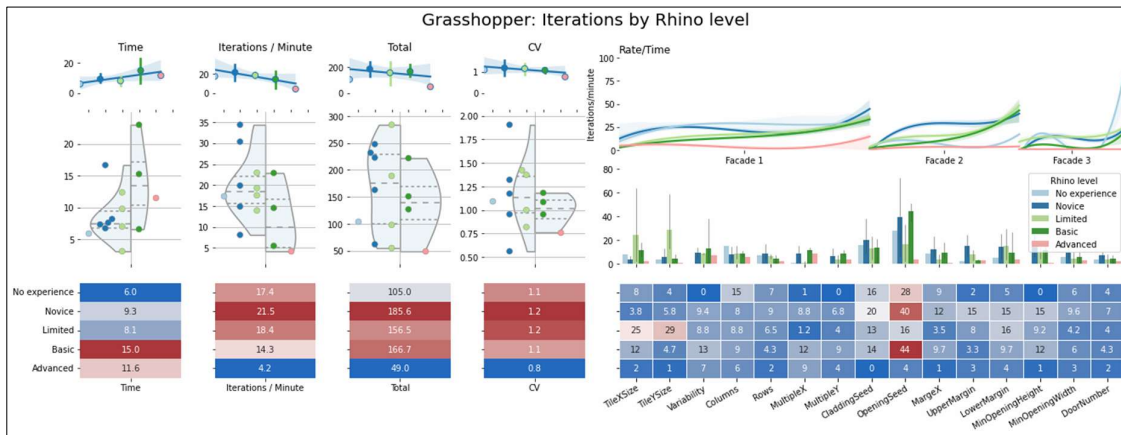 Grasshopper: Iterations by Rhino level
Time
Iterations / Minute
Total
CV
Rate/Time
20
0
20
0
200
0
1
0
100
75
50
25
0
Iterations/minute
Facade 1
Facade 2
Facade 3
20
15
10
5
35
30
25
20
15
10
5
300
250
200
150
100
50
2.00
1.75
1.50
1.25
1.00
0.75
0.50
80
60
40
20
0
Rhino level
No experience
Novice
Limited
Basic
Advanced
No experience 6.0 17.4 105.0 1.1 8 4 0 15 7 1 0 16 28 9 2 5 0 6 4
Novice 9.3 21.5 185.6 1.2 3.8 5.8 9.4 8 9 8.8 6.8 20 40 12 15 15 15 9.6 7
Limited 8.1 18.4 156.5 1.2 25 29 8.8 8.8 6.5 1.2 4 13 16 3.5 8 16 9.2 4.2 4
Basic 15.0 14.3 166.7 1.1 12 4.7 13 9 4.3 12 9 14 44 9.7 3.3 9.7 12 6 4.3
Advanced 11.6 4.2 49.0 0.8 2 1 7 6 2 9 4 0 4 1 3 4 1 3 2
Time
Iterations / Minute
Total
CV
TileXSize
TileYSize
Variability
Columns
Rows
MultipleX
MultipleY
CladdingSeed
OpeningSeed
MargeX
UpperMargin
LowerMargin
MinOpeningHeight
MinOpeningWidth
DoorNumber